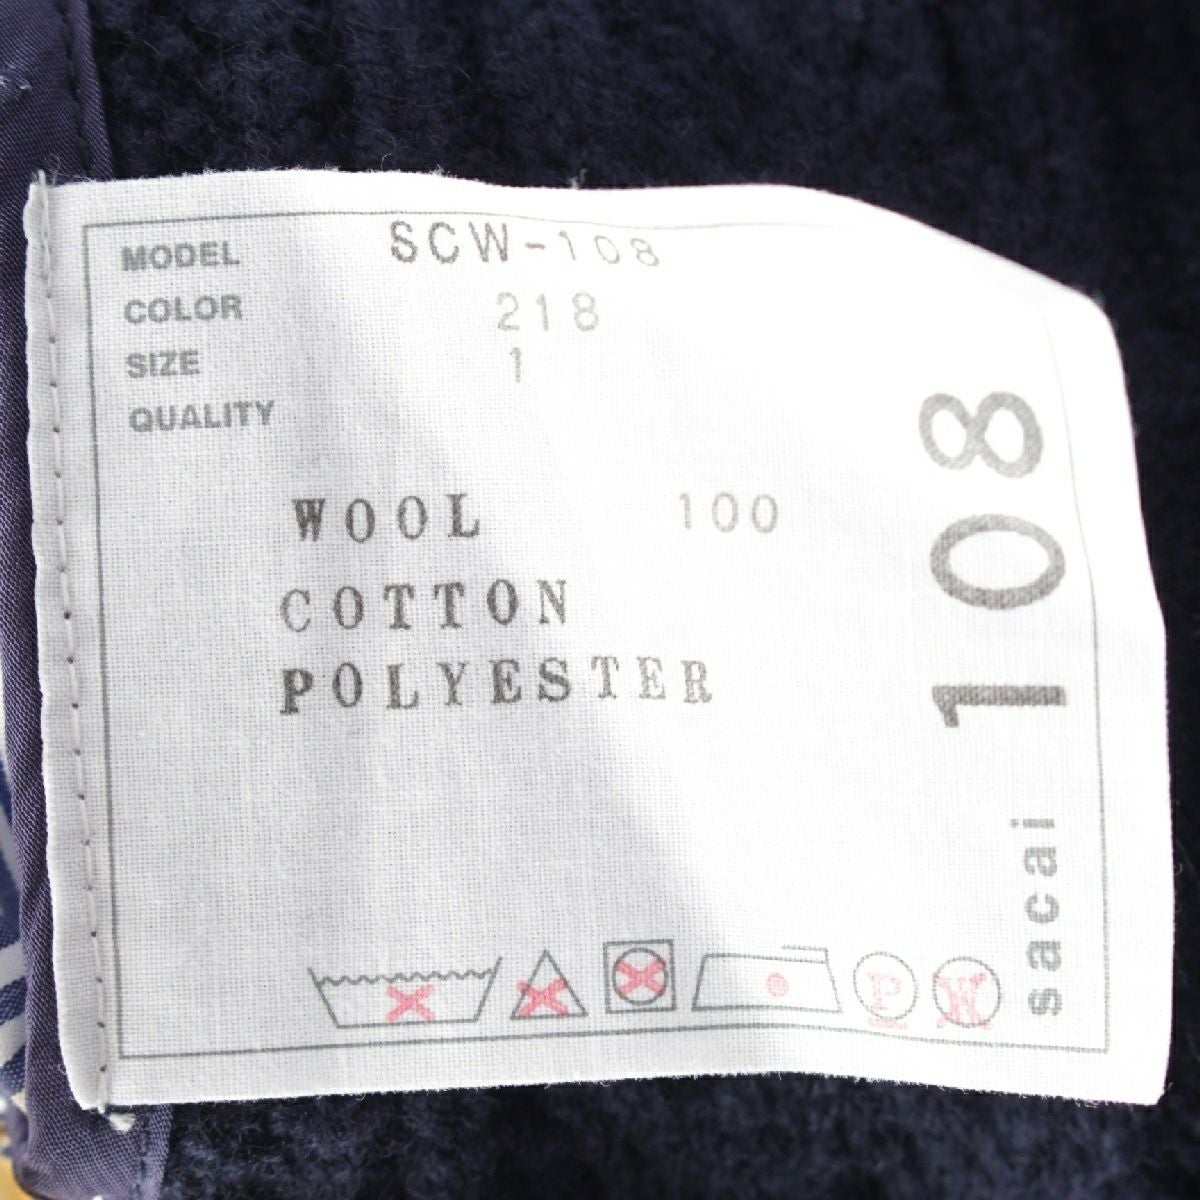 MODEL SCW-108
COLOR 218
SIZE 1
QUALITY
WOOL 100
COTTON
POLYESTER
P W
sacai 108